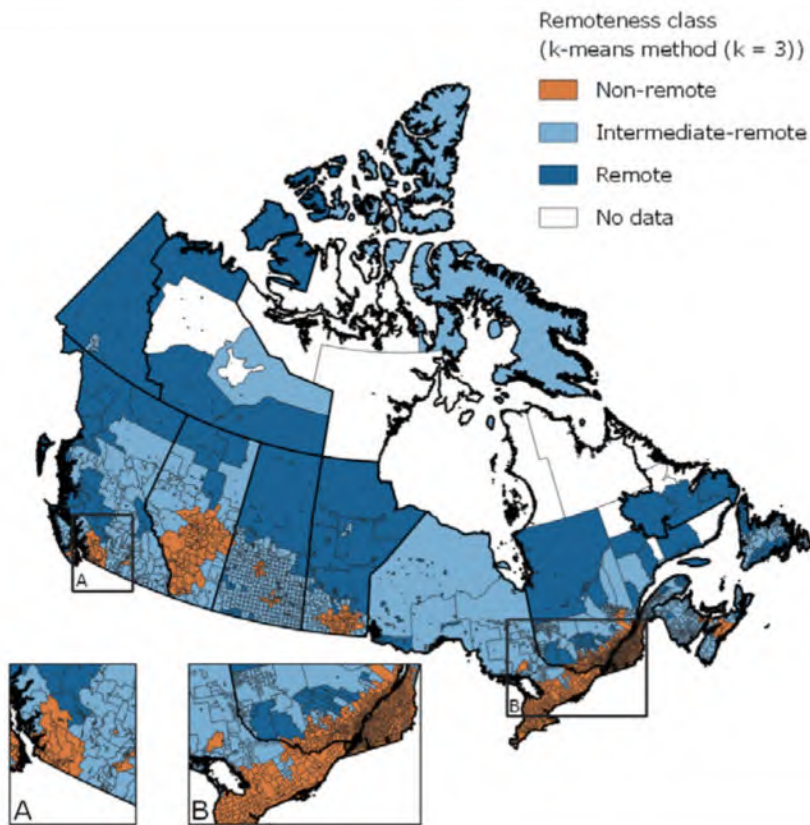 Remoteness class
(k-means method (k = 3))
Non-remote
Intermediate-remote
Remote
No data
A
B
A
B